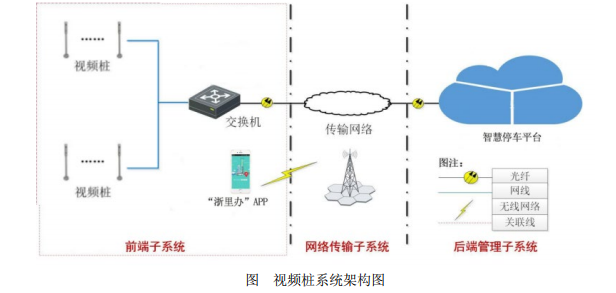 ……
视频桩
交换机
传输网络
智慧停车平台
……
视频桩
“浙里办”APP
图注：
光纤
网线
无线网络
关联线
前端子系统
网络传输子系统
后端管理子系统
图 视频桩系统架构图